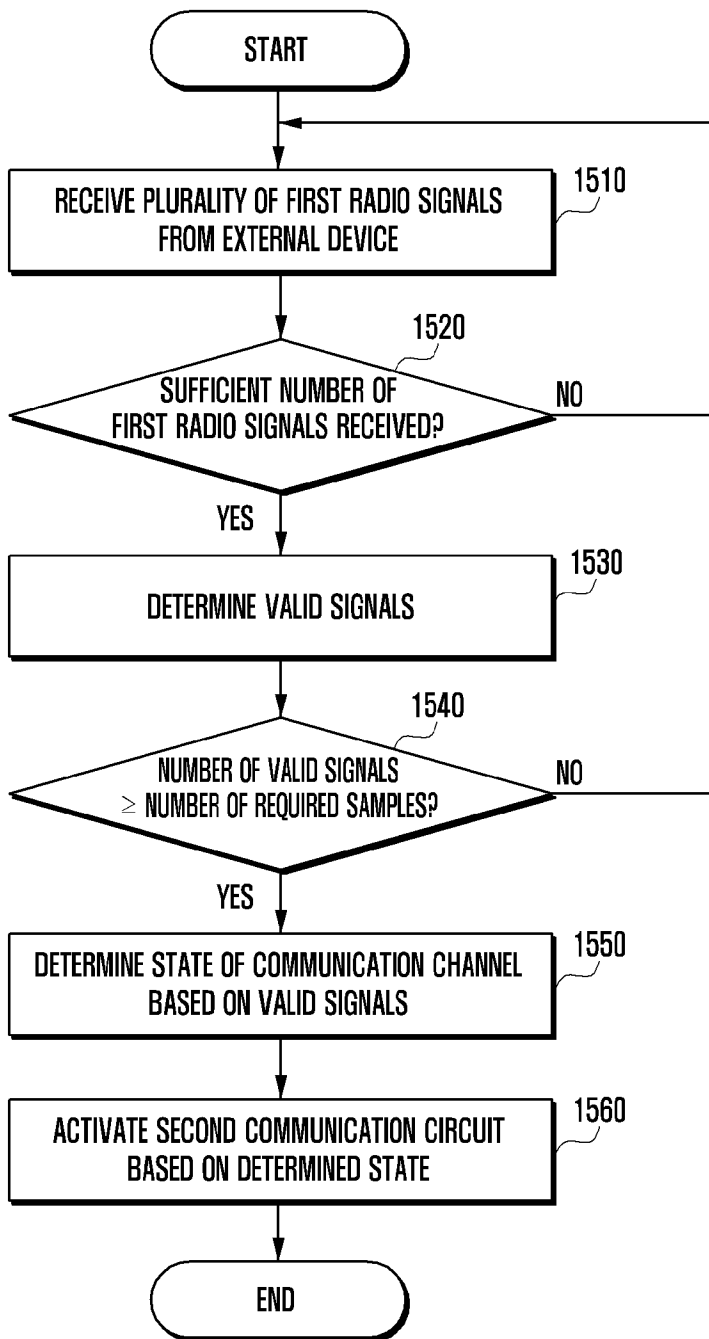 START
RECEIVE PLURALITY OF FIRST RADIO SIGNALS
FROM EXTERNAL DEVICE
1510
SUFFICIENT NUMBER OF
FIRST RADIO SIGNALS RECEIVED?
1520
NO
YES
DETERMINE VALID SIGNALS
1530
NUMBER OF VALID SIGNALS
≥ NUMBER OF REQUIRED SAMPLES?
1540
NO
YES
DETERMINE STATE OF COMMUNICATION CHANNEL
BASED ON VALID SIGNALS
1550
ACTIVATE SECOND COMMUNICATION CIRCUIT
BASED ON DETERMINED STATE
1560
END